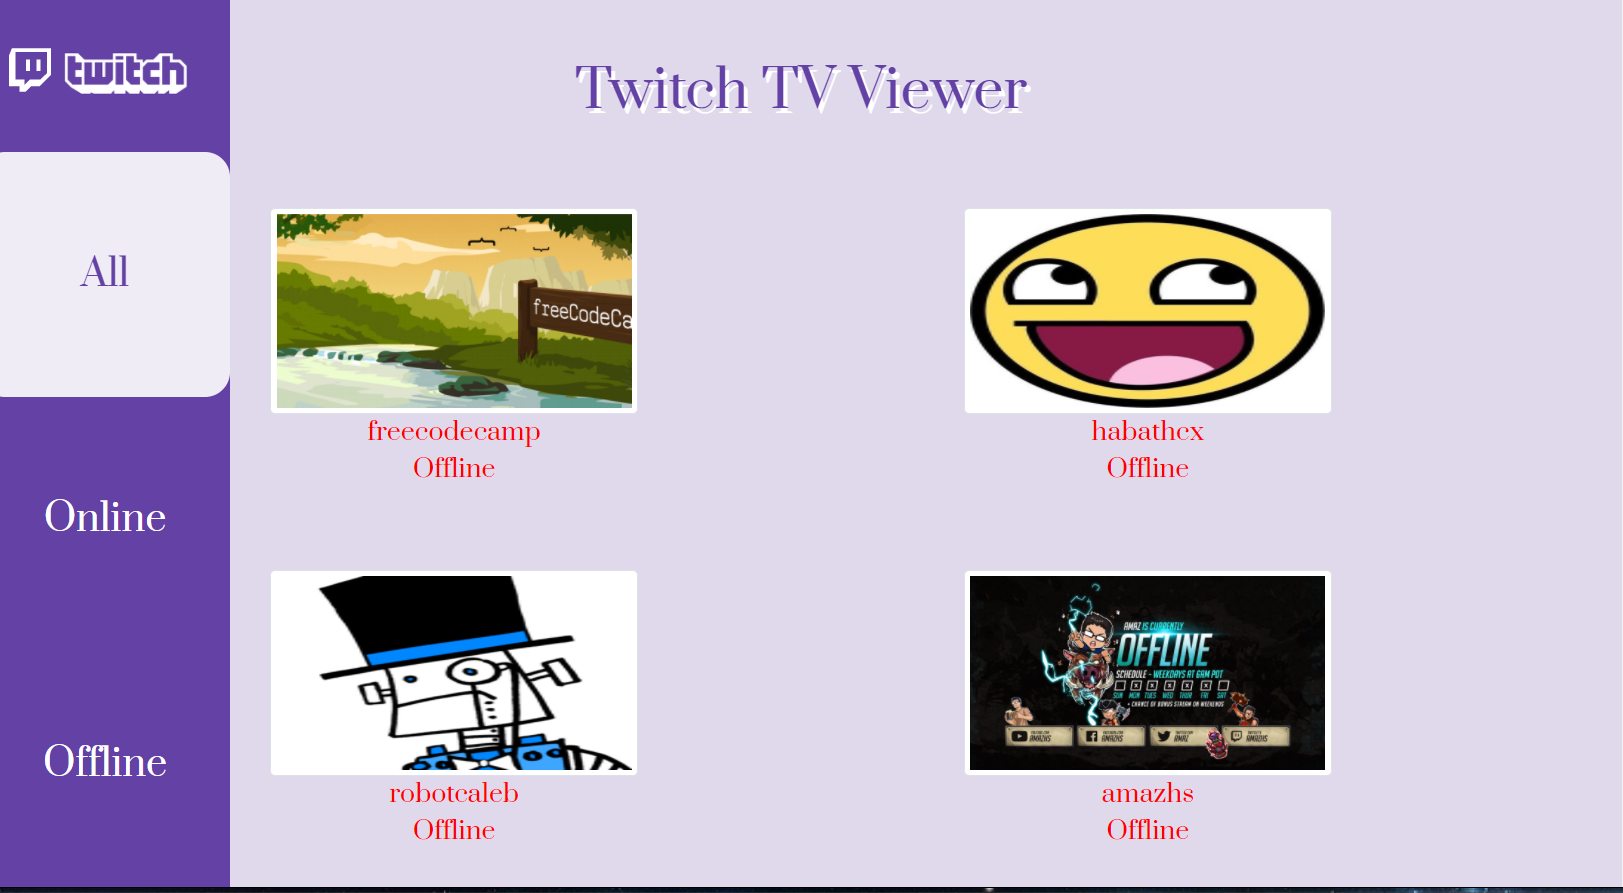 twitch
Twitch TV Viewer
All
Online
Offline
freeCodeCa
freecodecamp
Offline
habathcx
Offline
robotcaleb
Offline
AMAZ IS CURRENTLY
OFFLINE
SCHEDULE - WEEKDAYS AT 6AM PDT
SUN MON TUES WED THUR FRI SAT
+ CHANCE OF BONUS STREAM ON WEEKENDS
AMAZHS AMAZHS AMAZ AMAZHS
amazhs
Offline